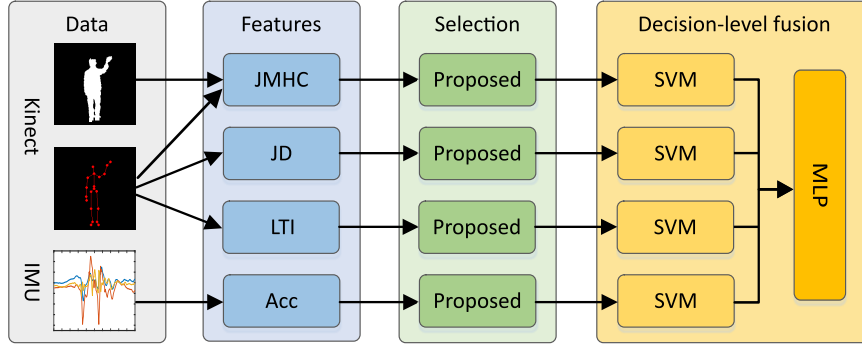 Data
Features
Selection
Decision-level fusion
Kinect
IMU
JMHC
Proposed
SVM
JD
Proposed
SVM
LTI
Proposed
SVM
Acc
Proposed
SVM
MLP